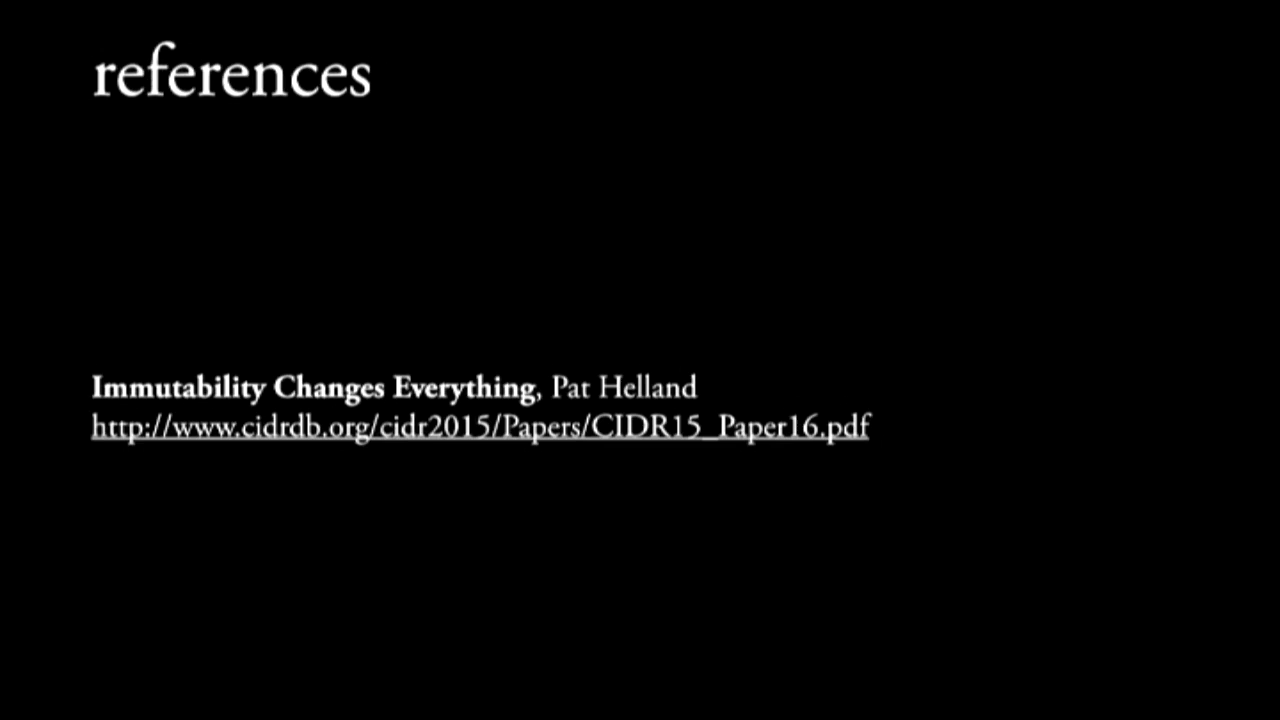 references
Immutability Changes Everything, Pat Helland
http://www.cidrdb.org/cidr2015/Papers/CIDR15_Paper16.pdf